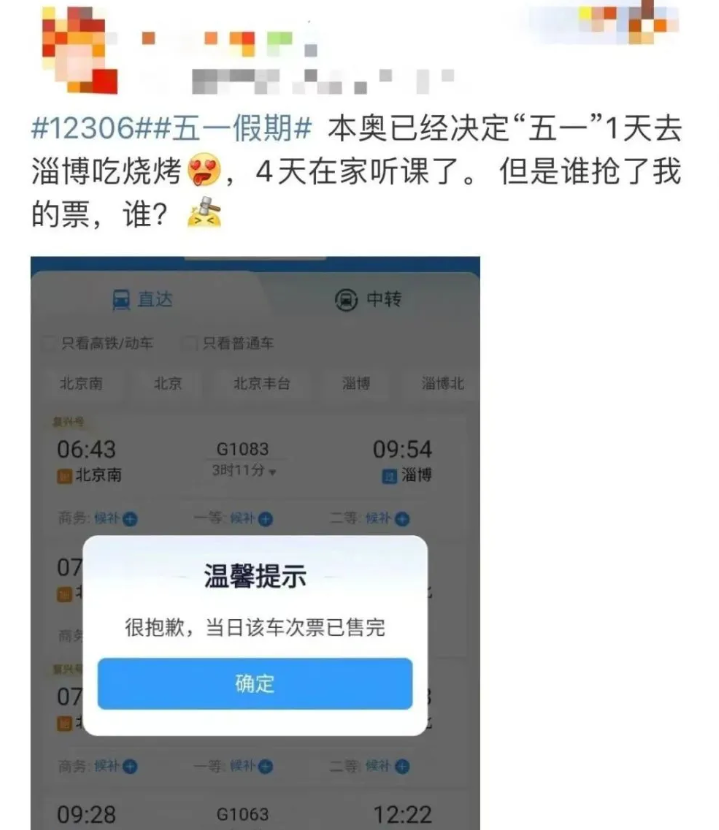 #12306##五一假期# 本奥已经决定“五一”1天去
淄博吃烧烤，4天在家听课了。但是谁抢了我
的票，谁？
直达 中转
只看高铁/动车 只看普通车
北京南 北京 北京丰台 淄博 淄博北
复兴号
06:43 G1083 09:54
始 北京南 3时11分 过 淄博
商务: 候补 一等: 候补 二等: 候补
07
温馨提示
很抱歉，当日该车次票已售完
商务
确定
复兴号
07
商务: 候补 一等: 候补 二等: 候补
09:28 G1063 12:22